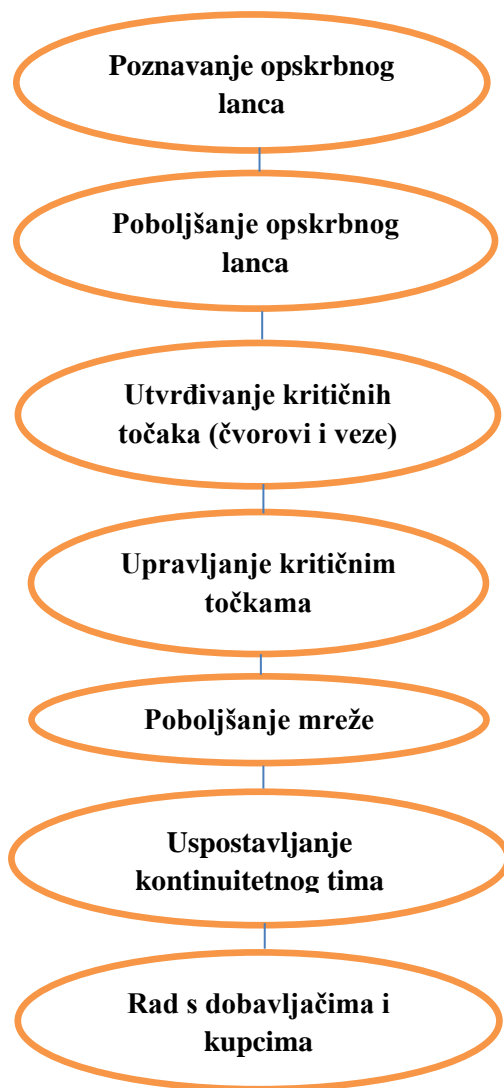 Poznavanje opskrbnog
lanca
Poboljšanje opskrbnog
lanca
Utvrđivanje kritičnih
točaka (čvorovi i veze)
Upravljanje kritičnim
točkama
Poboljšanje mreže
Uspostavljanje
kontinuitetnog tima
Rad s dobavljačima i
kupcima